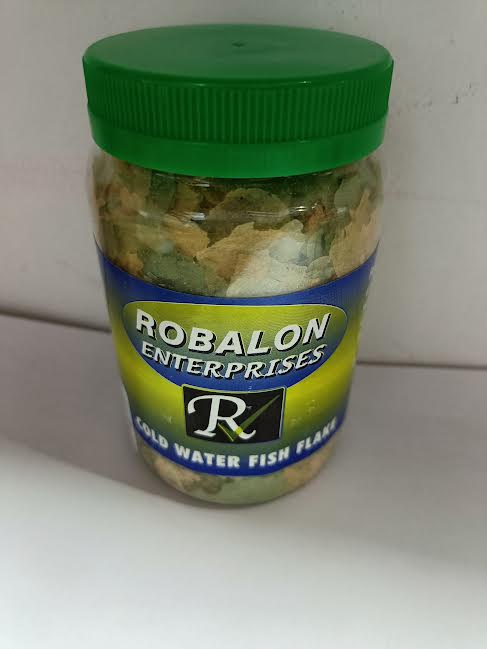 ROBALON
ENTERPRISES
R
COLD WATER FISH FLAKE